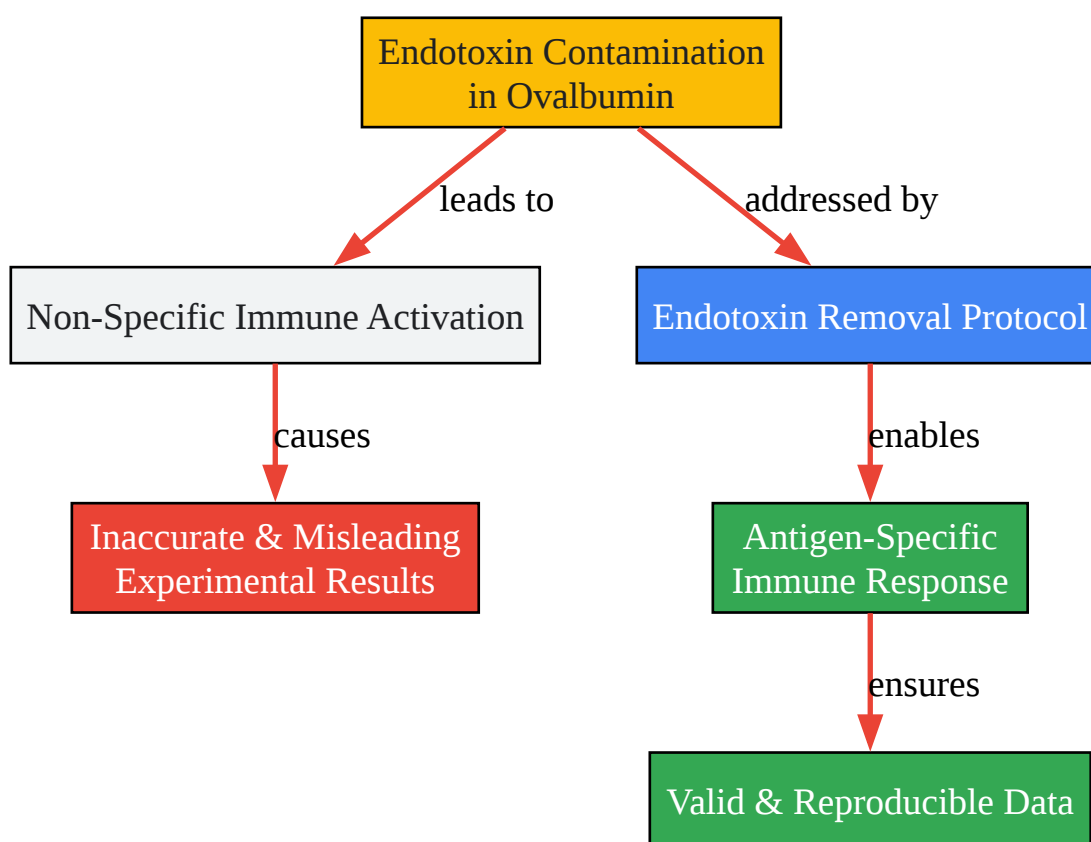 Endotoxin Contamination
in Ovalbumin
leads to
addressed by
Non-Specific Immune Activation
Endotoxin Removal Protocol
causes
enables
Inaccurate & Misleading
Experimental Results
Antigen-Specific
Immune Response
ensures
Valid & Reproducible Data